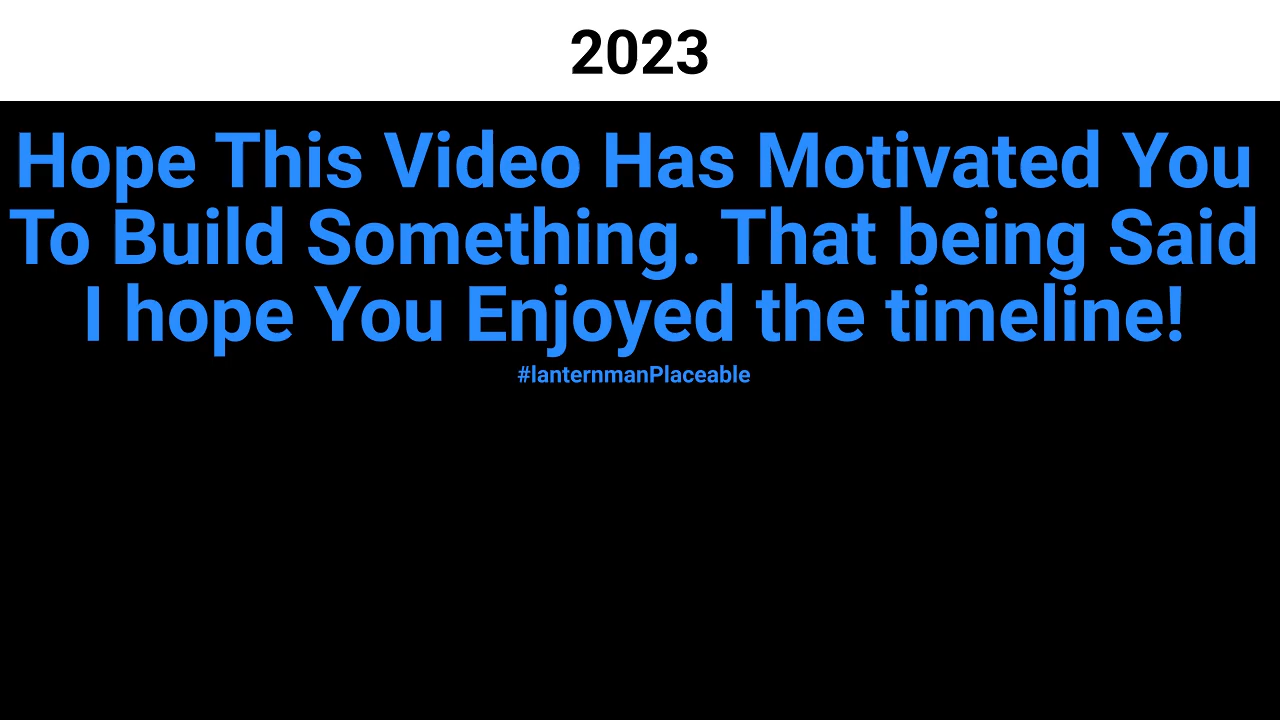 2023
Hope This Video Has Motivated You
To Build Something. That being Said
I hope You Enjoyed the timeline!
#lanternmanPlaceable